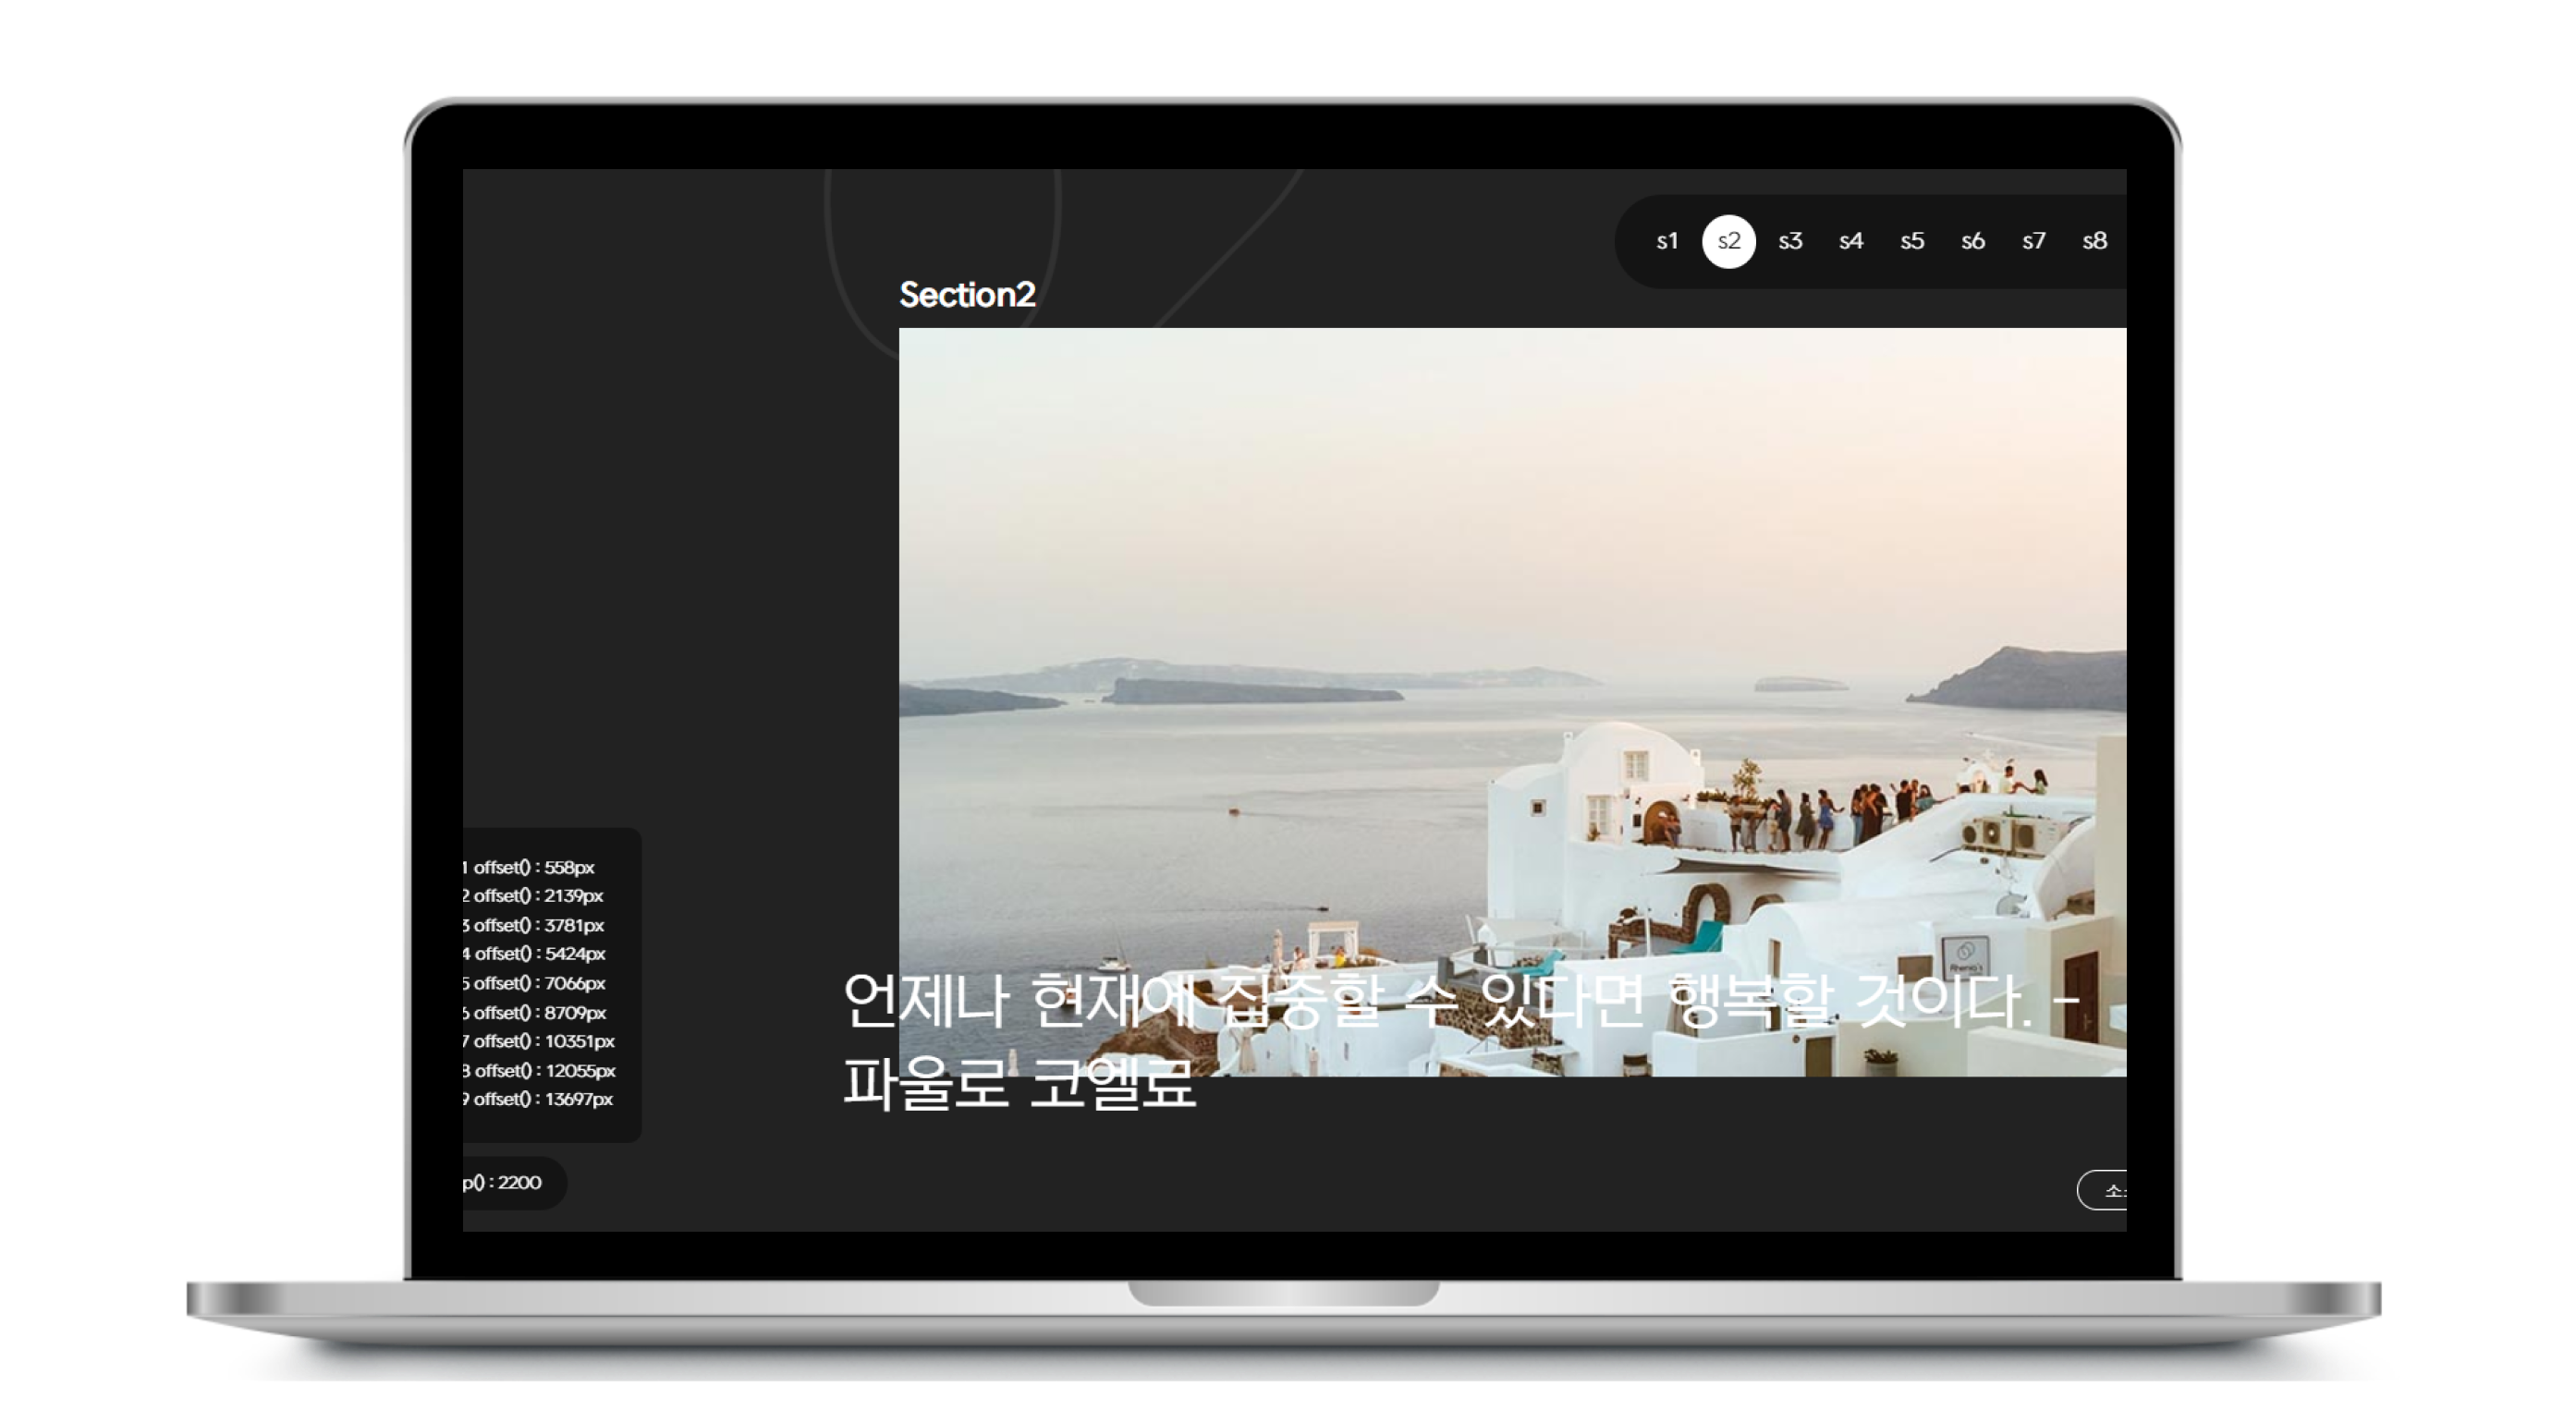 s1 s2 s3 s4 s5 s6 s7 s8
02
Section2
언제나 현재에 집중할 수 있다면 행복할 것이다. -
파울로 코엘료
1 offset() : 558px
2 offset() : 2139px
3 offset() : 3781px
4 offset() : 5424px
5 offset() : 7066px
6 offset() : 8709px
7 offset() : 10351px
8 offset() : 12055px
9 offset() : 13697px
p() : 2200
소